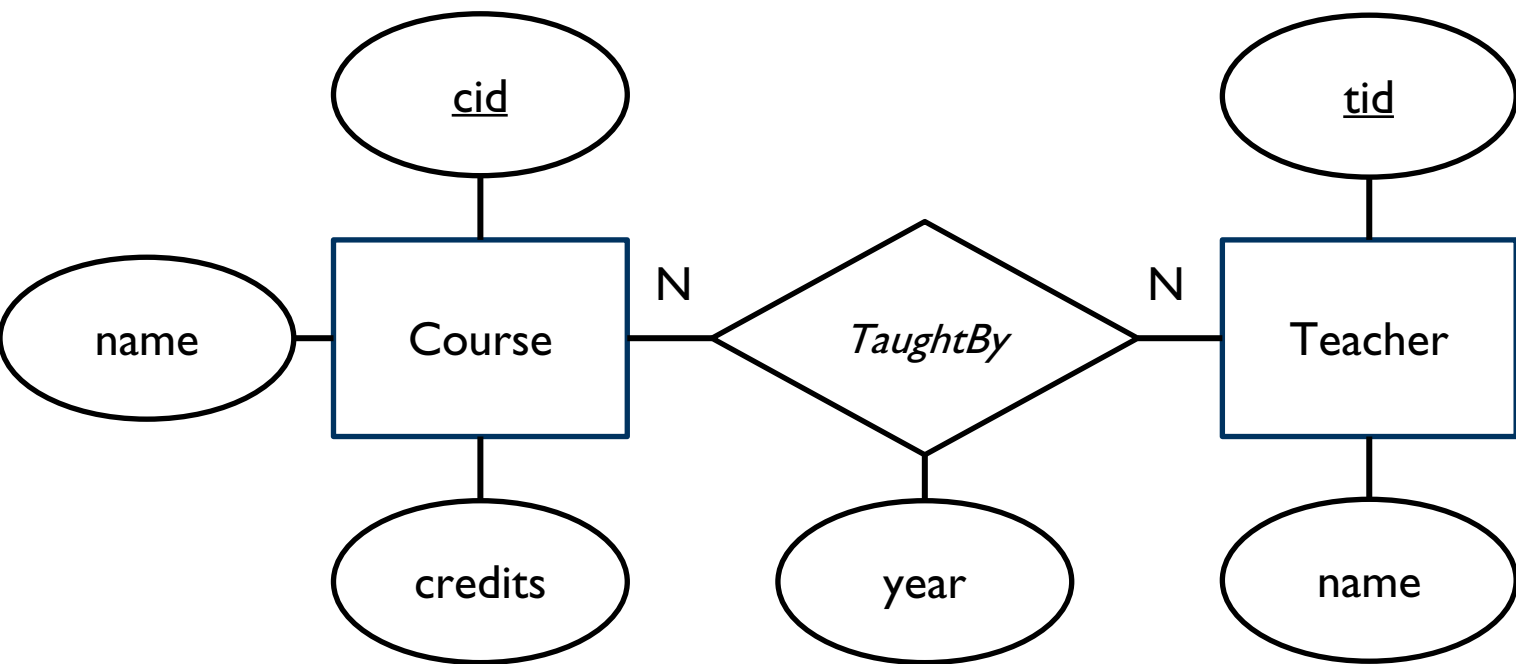 cid
tid
N
N
name
Course
TaughtBy
Teacher
credits
year
name